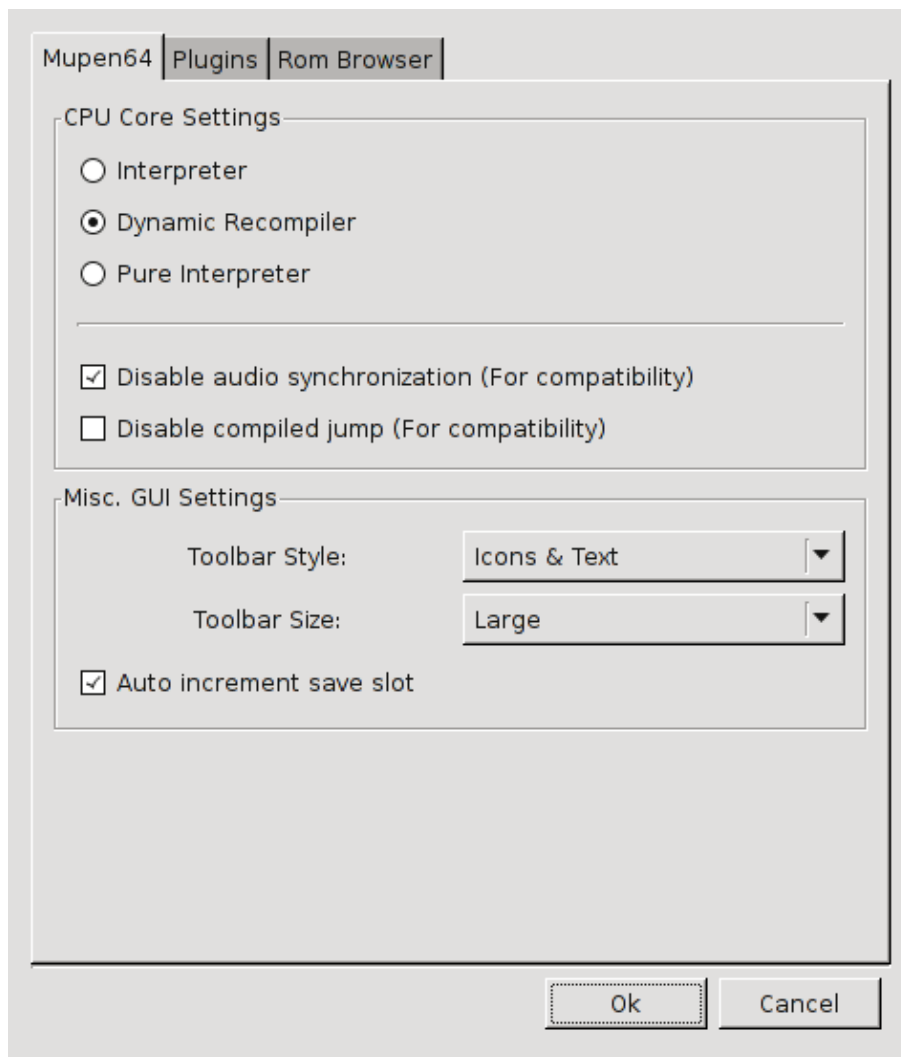 Mupen64 Plugins Rom Browser
CPU Core Settings
Interpreter
Dynamic Recompiler
Pure Interpreter
Disable audio synchronization (For compatibility)
Disable compiled jump (For compatibility)
Misc. GUI Settings
Toolbar Style: Icons & Text
Toolbar Size: Large
Auto increment save slot
Ok Cancel